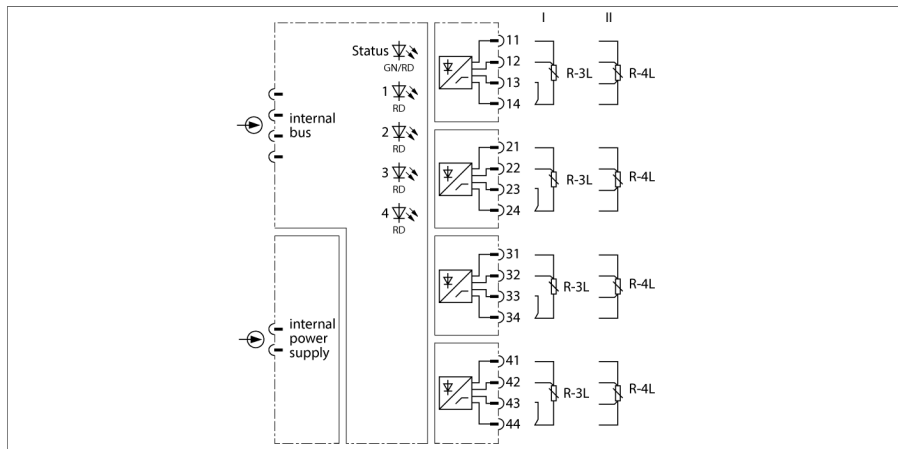 I II
Status
GN/RD
1
RD
2
RD
3
RD
4
RD
internal
bus
internal
power
supply
11
12
13
14
R-3L
R-4L
21
22
23
24
R-3L
R-4L
31
32
33
34
R-3L
R-4L
41
42
43
44
R-3L
R-4L